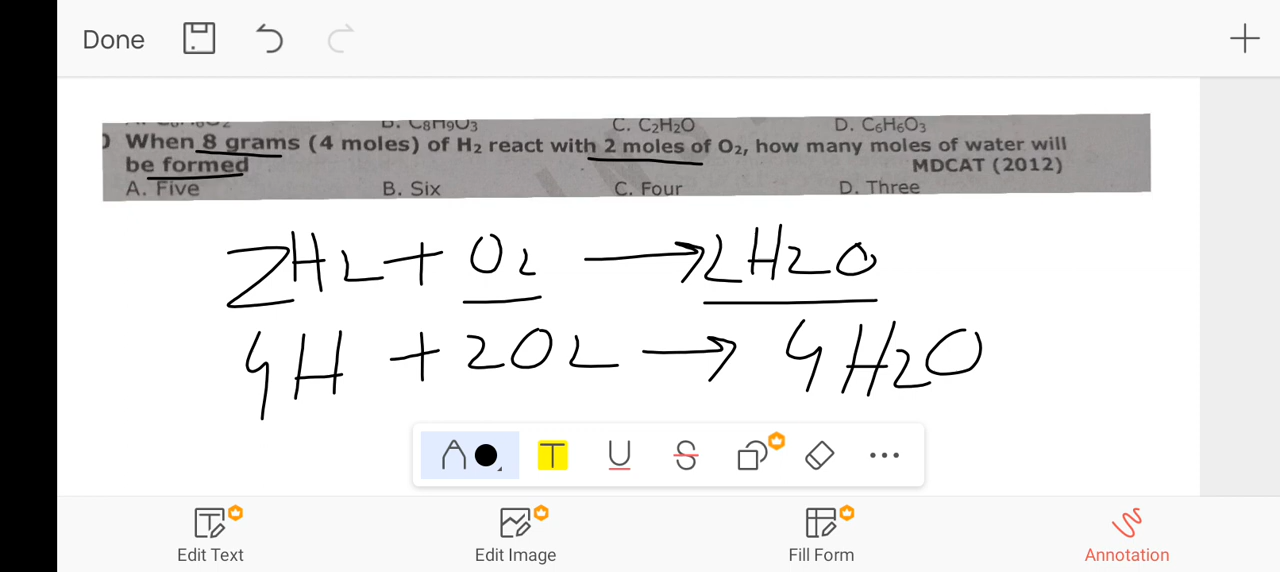 Done
B. C8H9O3 C. C2H2O D. C6H6O3
When 8 grams (4 moles) of H2 react with 2 moles of O2, how many moles of water will
be formed MDCAT (2012)
A. Five B. Six C. Four D. Three
2H2 + O2 → 2H2O
4H + 2O2 → 4H2O
T U S
Edit Text Edit Image Fill Form Annotation